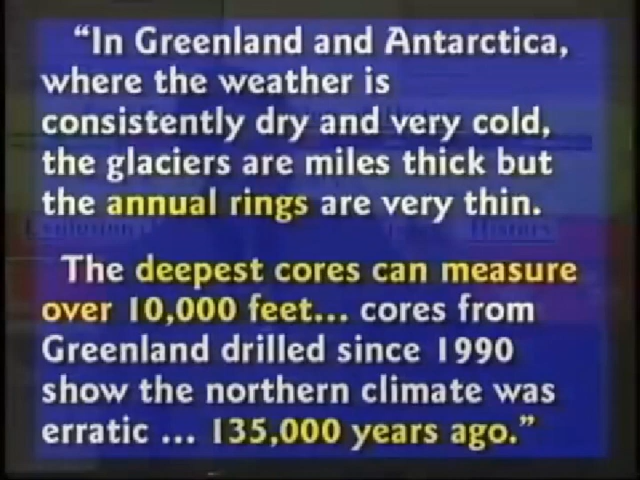 “In Greenland and Antarctica,
where the weather is
consistently dry and very cold,
the glaciers are miles thick but
the annual rings are very thin.
The deepest cores can measure
over 10,000 feet... cores from
Greenland drilled since 1990
show the northern climate was
erratic ... 135,000 years ago.”